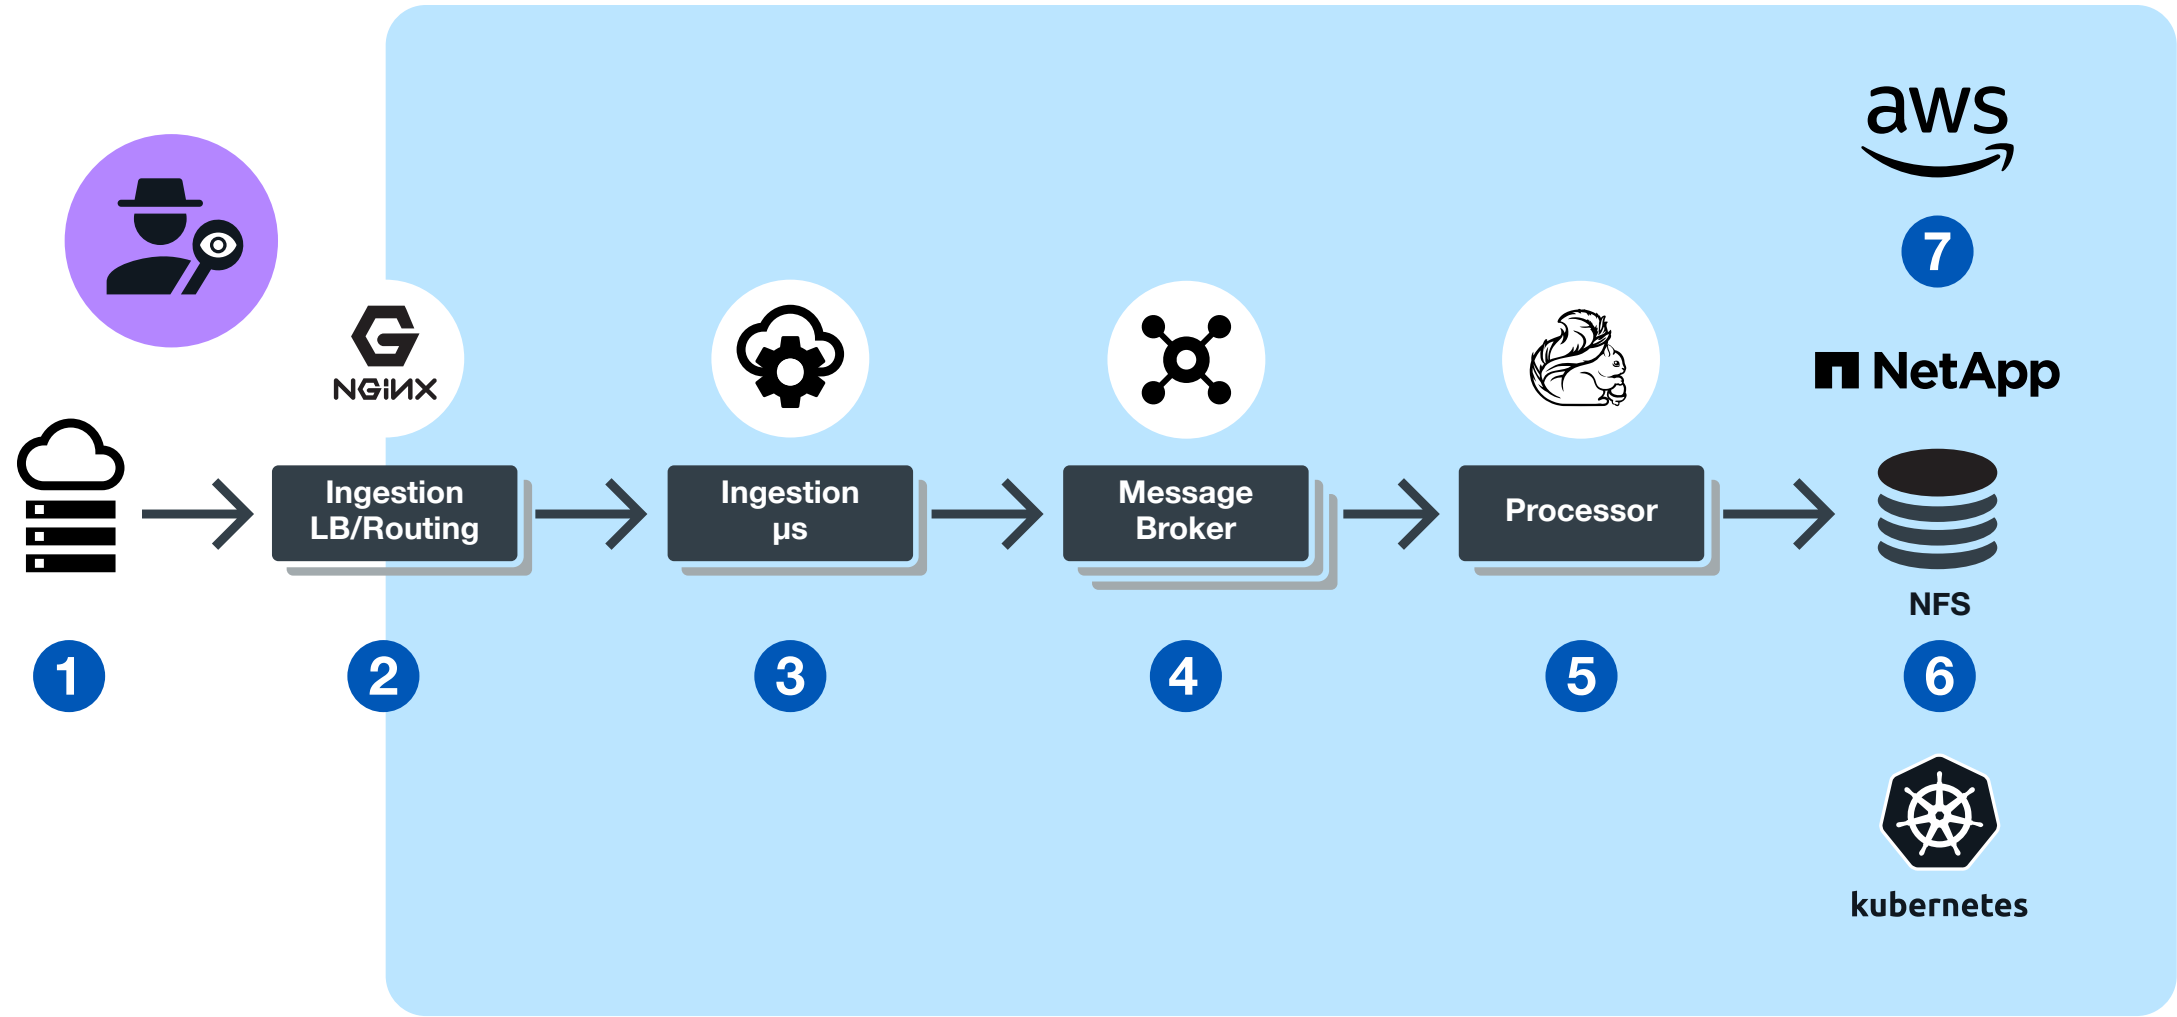 aws
7
NetApp
NGINX
Ingestion
LB/Routing
Ingestion
µs
Message
Broker
Processor
NFS
1
2
3
4
5
6
kubernetes